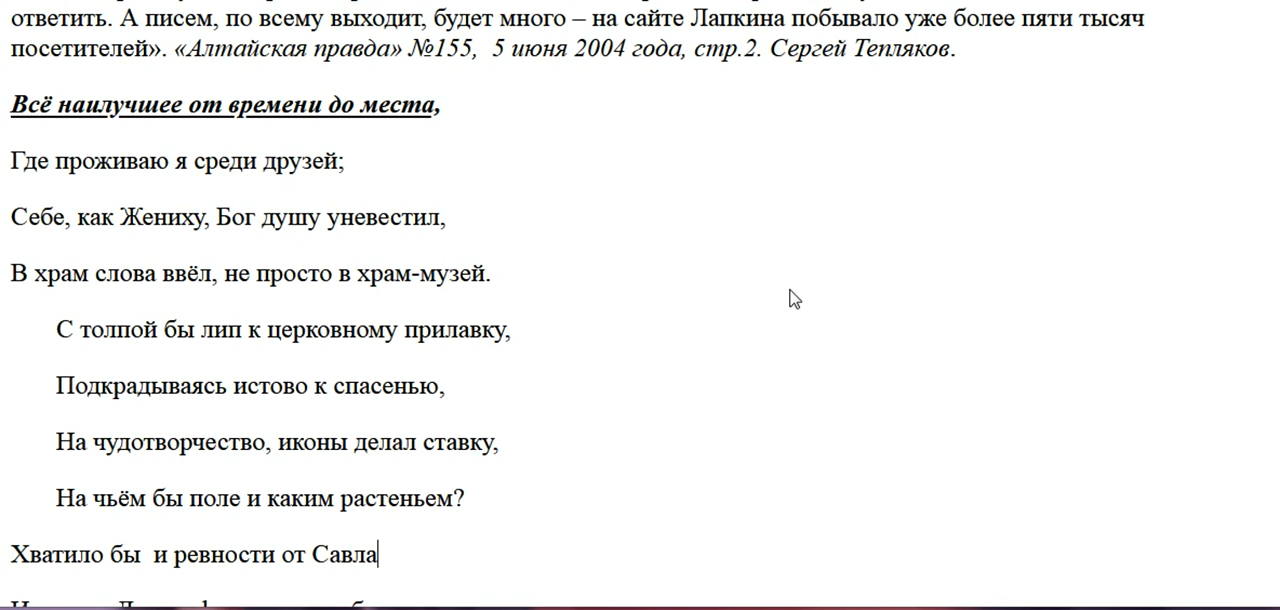 ответить. А писем, по всему выходит, будет много – на сайте Лапкина побывало уже более пяти тысяч
посетителей». «Алтайская правда» №155,  5 июня 2004 года, стр.2. Сергей Тепляков.
Всё наилучшее от времени до места,
Где проживаю я среди друзей;
Себе, как Жениху, Бог душу уневестил,
В храм слова ввёл, не просто в храм-музей.
С толпой бы лип к церковному прилавку,
Подкрадываясь истово к спасенью,
На чудотворчество, иконы делал ставку,
На чьём бы поле и каким растеньем?
Хватило бы  и ревности от Савла